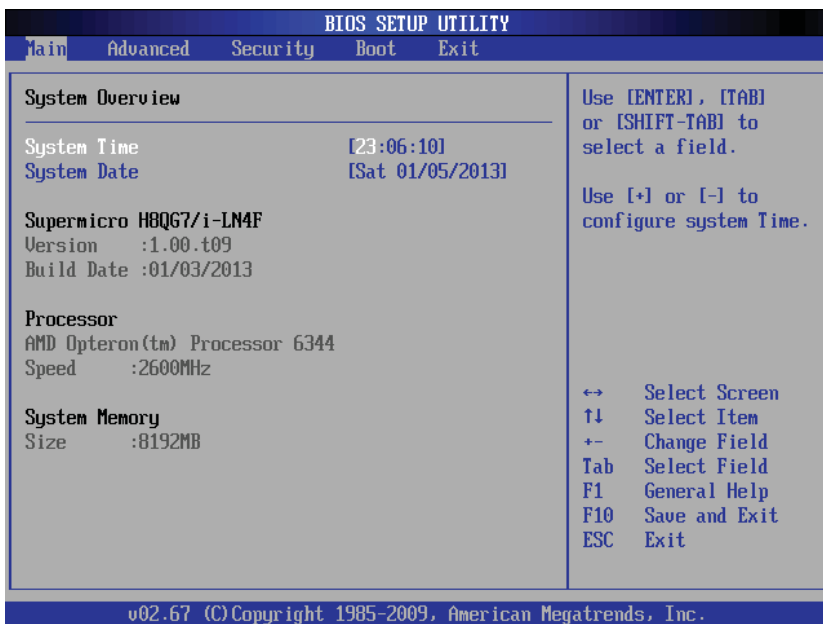 BIOS SETUP UTILITY
Main Advanced Security Boot Exit
System Overview
System Time [23:06:10]
System Date [Sat 01/05/2013]
Supermicro H8QG7/i-LN4F
Version :1.00.t09
Build Date :01/03/2013
Processor
AMD Opteron(tm) Processor 6344
Speed :2600MHz
System Memory
Size :8192MB
Use [ENTER], [TAB]
or [SHIFT-TAB] to
select a field.
Use [+] or [-] to
configure system Time.
↔ Select Screen
↑↓ Select Item
+- Change Field
Tab Select Field
F1 General Help
F10 Save and Exit
ESC Exit
v02.67 (C)Copyright 1985-2009, American Megatrends, Inc.